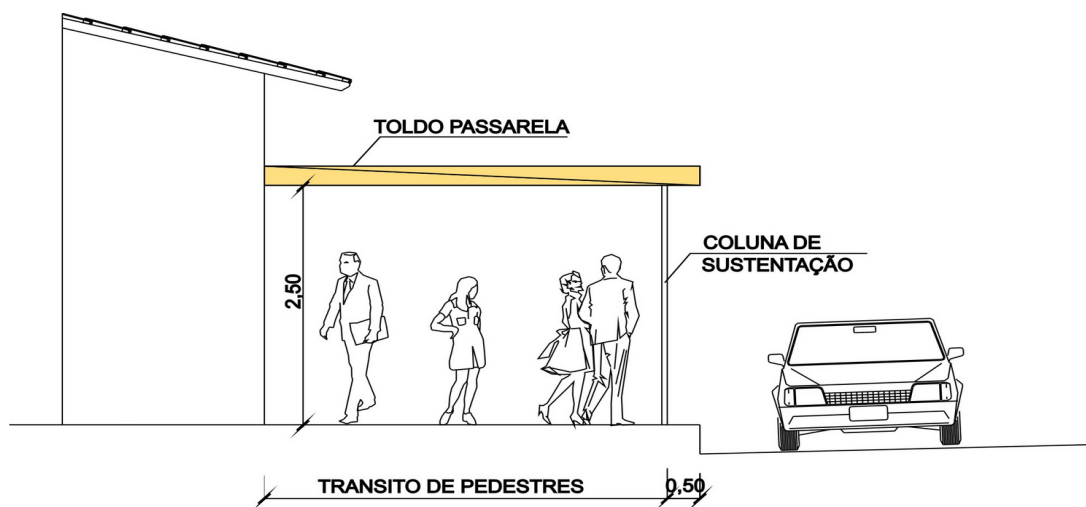 TOLDO PASSARELA
COLUNA DE
SUSTENTAÇÃO
2,50
TRANSITO DE PEDESTRES
0,50